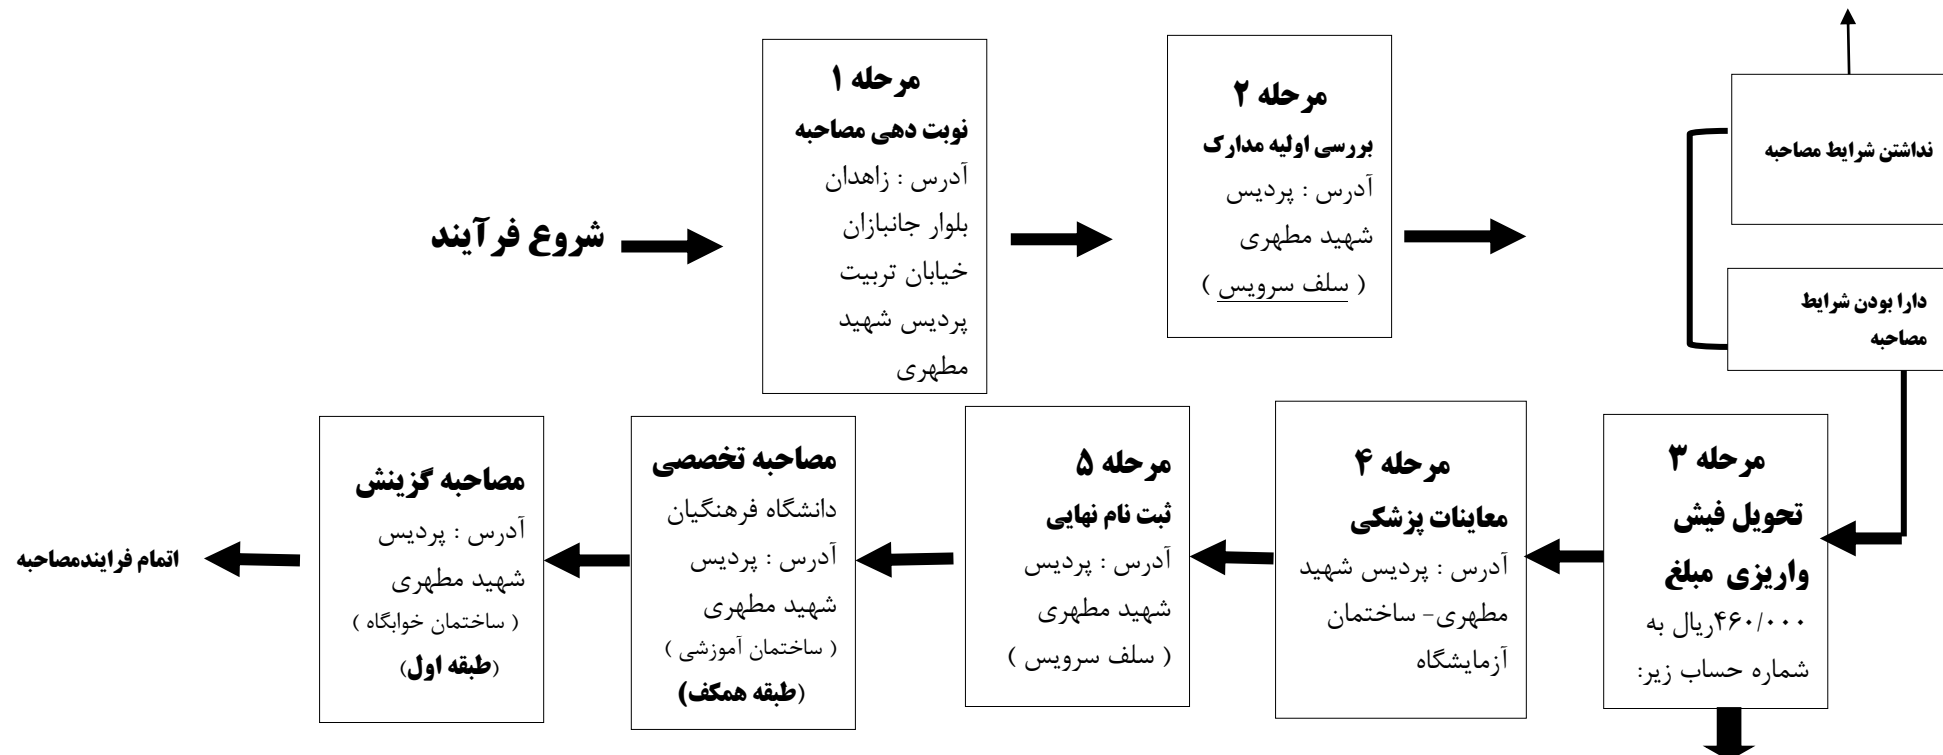 شروع فرآیند
مرحله ۱
نوبت دهی مصاحبه
آدرس : زاهدان
بلوار جانبازان
خیابان تربیت
پردیس شهید
مطهری
مرحله ۲
بررسی اولیه مدارک
آدرس : پردیس
شهید مطهری
( سلف سرویس )
نداشتن شرایط مصاحبه
دارا بودن شرایط
مصاحبه
مرحله ۳
تحویل فیش
واریزی مبلغ
۴۶۰/۰۰۰ریال به
شماره حساب زیر:
مرحله ۴
معاینات پزشکی
آدرس : پردیس شهید
مطهری- ساختمان
آزمایشگاه
مرحله ۵
ثبت نام نهایی
آدرس : پردیس
شهید مطهری
( سلف سرویس )
مصاحبه تخصصی
دانشگاه فرهنگیان
آدرس : پردیس
شهید مطهری
( ساختمان آموزشی )
(طبقه همکف)
مصاحبه گزینش
آدرس : پردیس
شهید مطهری
( ساختمان خوابگاه )
(طبقه اول)
اتمام فرایندمصاحبه